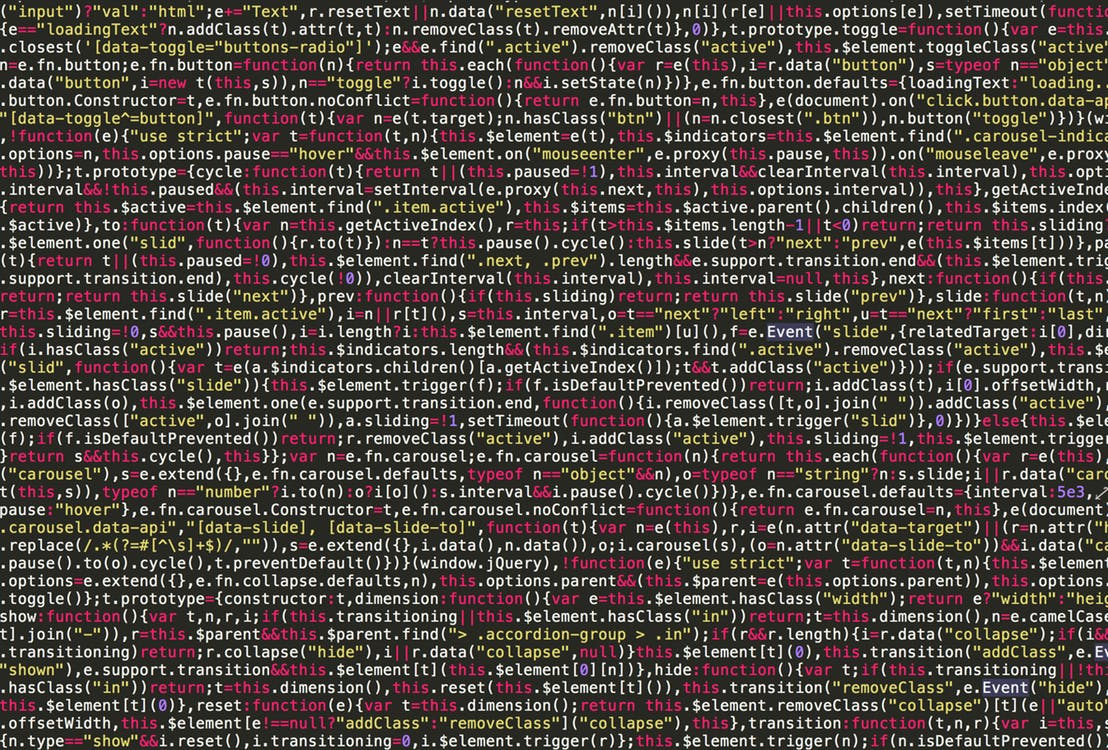 ("input")?"val":"html";e+="Text",r.resetText||n.data("resetText",n[i]()),n[i](r[e]||this.options[e]),setTimeout(functio
{e=="loadingText"?n.addClass(t).attr(t,t):n.removeClass(t).removeAttr(t)},0)},t.prototype.toggle=function(){var e=this.
.closest('[data-toggle="buttons-radio"]');e&&e.find(".active").removeClass("active"),this.$element.toggleClass("active"
n=e.fn.button;e.fn.button=function(n){return this.each(function(){var r=e(this),i=r.data("button"),s=typeof n=="object"
.data("button",i=new t(this,s)),n=="toggle"?i.toggle():n&&i.setState(n)})},e.fn.button.defaults={loadingText:"loading..
.button.Constructor=t,e.fn.button.noConflict=function(){return e.fn.button=n,this},e(document).on("click.button.data-ap
"[data-toggle^=button]",function(t){var n=e(t.target);n.hasClass("btn")||(n=n.closest(".btn")),n.button("toggle")})}(wi
,!function(e){"use strict";var t=function(t,n){this.$element=e(t),this.$indicators=this.$element.find(".carousel-indica
.options=n,this.options.pause=="hover"&&this.$element.on("mouseenter",e.proxy(this.pause,this)).on("mouseleave",e.proxy
this))};t.prototype={cycle:function(t){return t||(this.paused=!1),this.interval&&clearInterval(this.interval),this.opti
.interval&&!this.paused&&(this.interval=setInterval(e.proxy(this.next,this),this.options.interval)),this},getActiveInde
{return this.$active=this.$element.find(".item.active"),this.$items=this.$active.parent().children(),this.$items.index(
.$active)},to:function(t){var n=this.getActiveIndex(),r=this;if(t>this.$items.length-1||t<0)return;return this.sliding
.$element.one("slid",function(){r.to(t)}):n==t?this.pause().cycle():this.slide(t>n?"next":"prev",e(this.$items[t]))},pa
(t){return t||(this.paused=!0),this.$element.find(".next, .prev").length&&e.support.transition.end&&(this.$element.tri
.support.transition.end),this.cycle(!0)),clearInterval(this.interval),this.interval=null,this},next:function(){if(this.
return;return this.slide("next")},prev:function(){if(this.sliding)return;return this.slide("prev")},slide:function(t,n)
r=this.$element.find(".item.active"),i=n||r[t](),s=this.interval,o=t=="next"?"left":"right",u=t=="next"?"first":"last"
this.sliding=!0,s&&this.pause(),i=i.length?i:this.$element.find(".item")[u](),f=e.Event("slide",{relatedTarget:i[0],dir
if(i.hasClass("active"))return;this.$indicators.length&&(this.$indicators.find(".active").removeClass("active"),this.$e
("slid",function(){var t=e(a.$indicators.children()[a.getActiveIndex()]);t&&t.addClass("active")}));if(e.support.transi
.$element.hasClass("slide")){this.$element.trigger(f);if(f.isDefaultPrevented())return;i.addClass(t),i[0].offsetWidth,r
,i.addClass(o),this.$element.one(e.support.transition.end,function(){i.removeClass([t,o].join(" ")).addClass("active")
.removeClass(["active",o].join(" ")),a.sliding=!1,setTimeout(function(){a.$element.trigger("slid")},0)})}else{this.$ele
(f);if(f.isDefaultPrevented())return;r.removeClass("active"),i.addClass("active"),this.sliding=!1,this.$element.trigger
}return s&&this.cycle(),this}};var n=e.fn.carousel;e.fn.carousel=function(n){return this.each(function(){var r=e(this),
("carousel"),s=e.extend({},e.fn.carousel.defaults,typeof n=="object"&&n),o=typeof n=="string"?n:s.slide;i||r.data("caro
t(this,s)),typeof n=="number"?i.to(n):o?i[o]():s.interval&&i.pause().cycle()})},e.fn.carousel.defaults={interval:5e3,
pause:"hover"},e.fn.carousel.Constructor=t,e.fn.carousel.noConflict=function(){return e.fn.carousel=n,this},e(document)
.carousel.data-api","[data-slide], [data-slide-to]",function(t){var n=e(this),r,i=e(n.attr("data-target")||(r=n.attr("h
.replace(/.*(?=#[^\s]+$)/,"")),s=e.extend({},i.data(),n.data()),o;i.carousel(s),(o=n.attr("data-slide-to"))&&i.data("ca
.pause().to(o).cycle(),t.preventDefault()})}(window.jQuery),!function(e){"use strict";var t=function(t,n){this.$element
.options=e.extend({},e.fn.collapse.defaults,n),this.options.parent&&(this.$parent=e(this.options.parent)),this.options.
.toggle()};t.prototype={constructor:t,dimension:function(){var e=this.$element.hasClass("width");return e?"width":"heig
show:function(){var t,n,r,i;if(this.transitioning||this.$element.hasClass("in"))return;t=this.dimension(),n=e.camelCase
t].join("-")),r=this.$parent&&this.$parent.find("> .accordion-group > .in");if(r&&r.length){i=r.data("collapse");if(i&&
.transitioning)return;r.collapse("hide"),i||r.data("collapse",null)}this.$element[t](0),this.transition("addClass",e.Ev
"shown"),e.support.transition&&this.$element[t](this.$element[0][n])},hide:function(){var t;if(this.transitioning||!thi
.hasClass("in"))return;t=this.dimension(),this.reset(this.$element[t]()),this.transition("removeClass",e.Event("hide"),
this.$element[t](0)},reset:function(e){var t=this.dimension();return this.$element.removeClass("collapse")[t](e||"auto"
.offsetWidth,this.$element[e!==null?"addClass":"removeClass"]("collapse"),this},transition:function(t,n,r){var i=this,s
{n.type=="show"&&i.reset(),i.transitioning=0,i.$element.trigger(r)};this.$element.trigger(n);if(n.isDefaultPrevented()